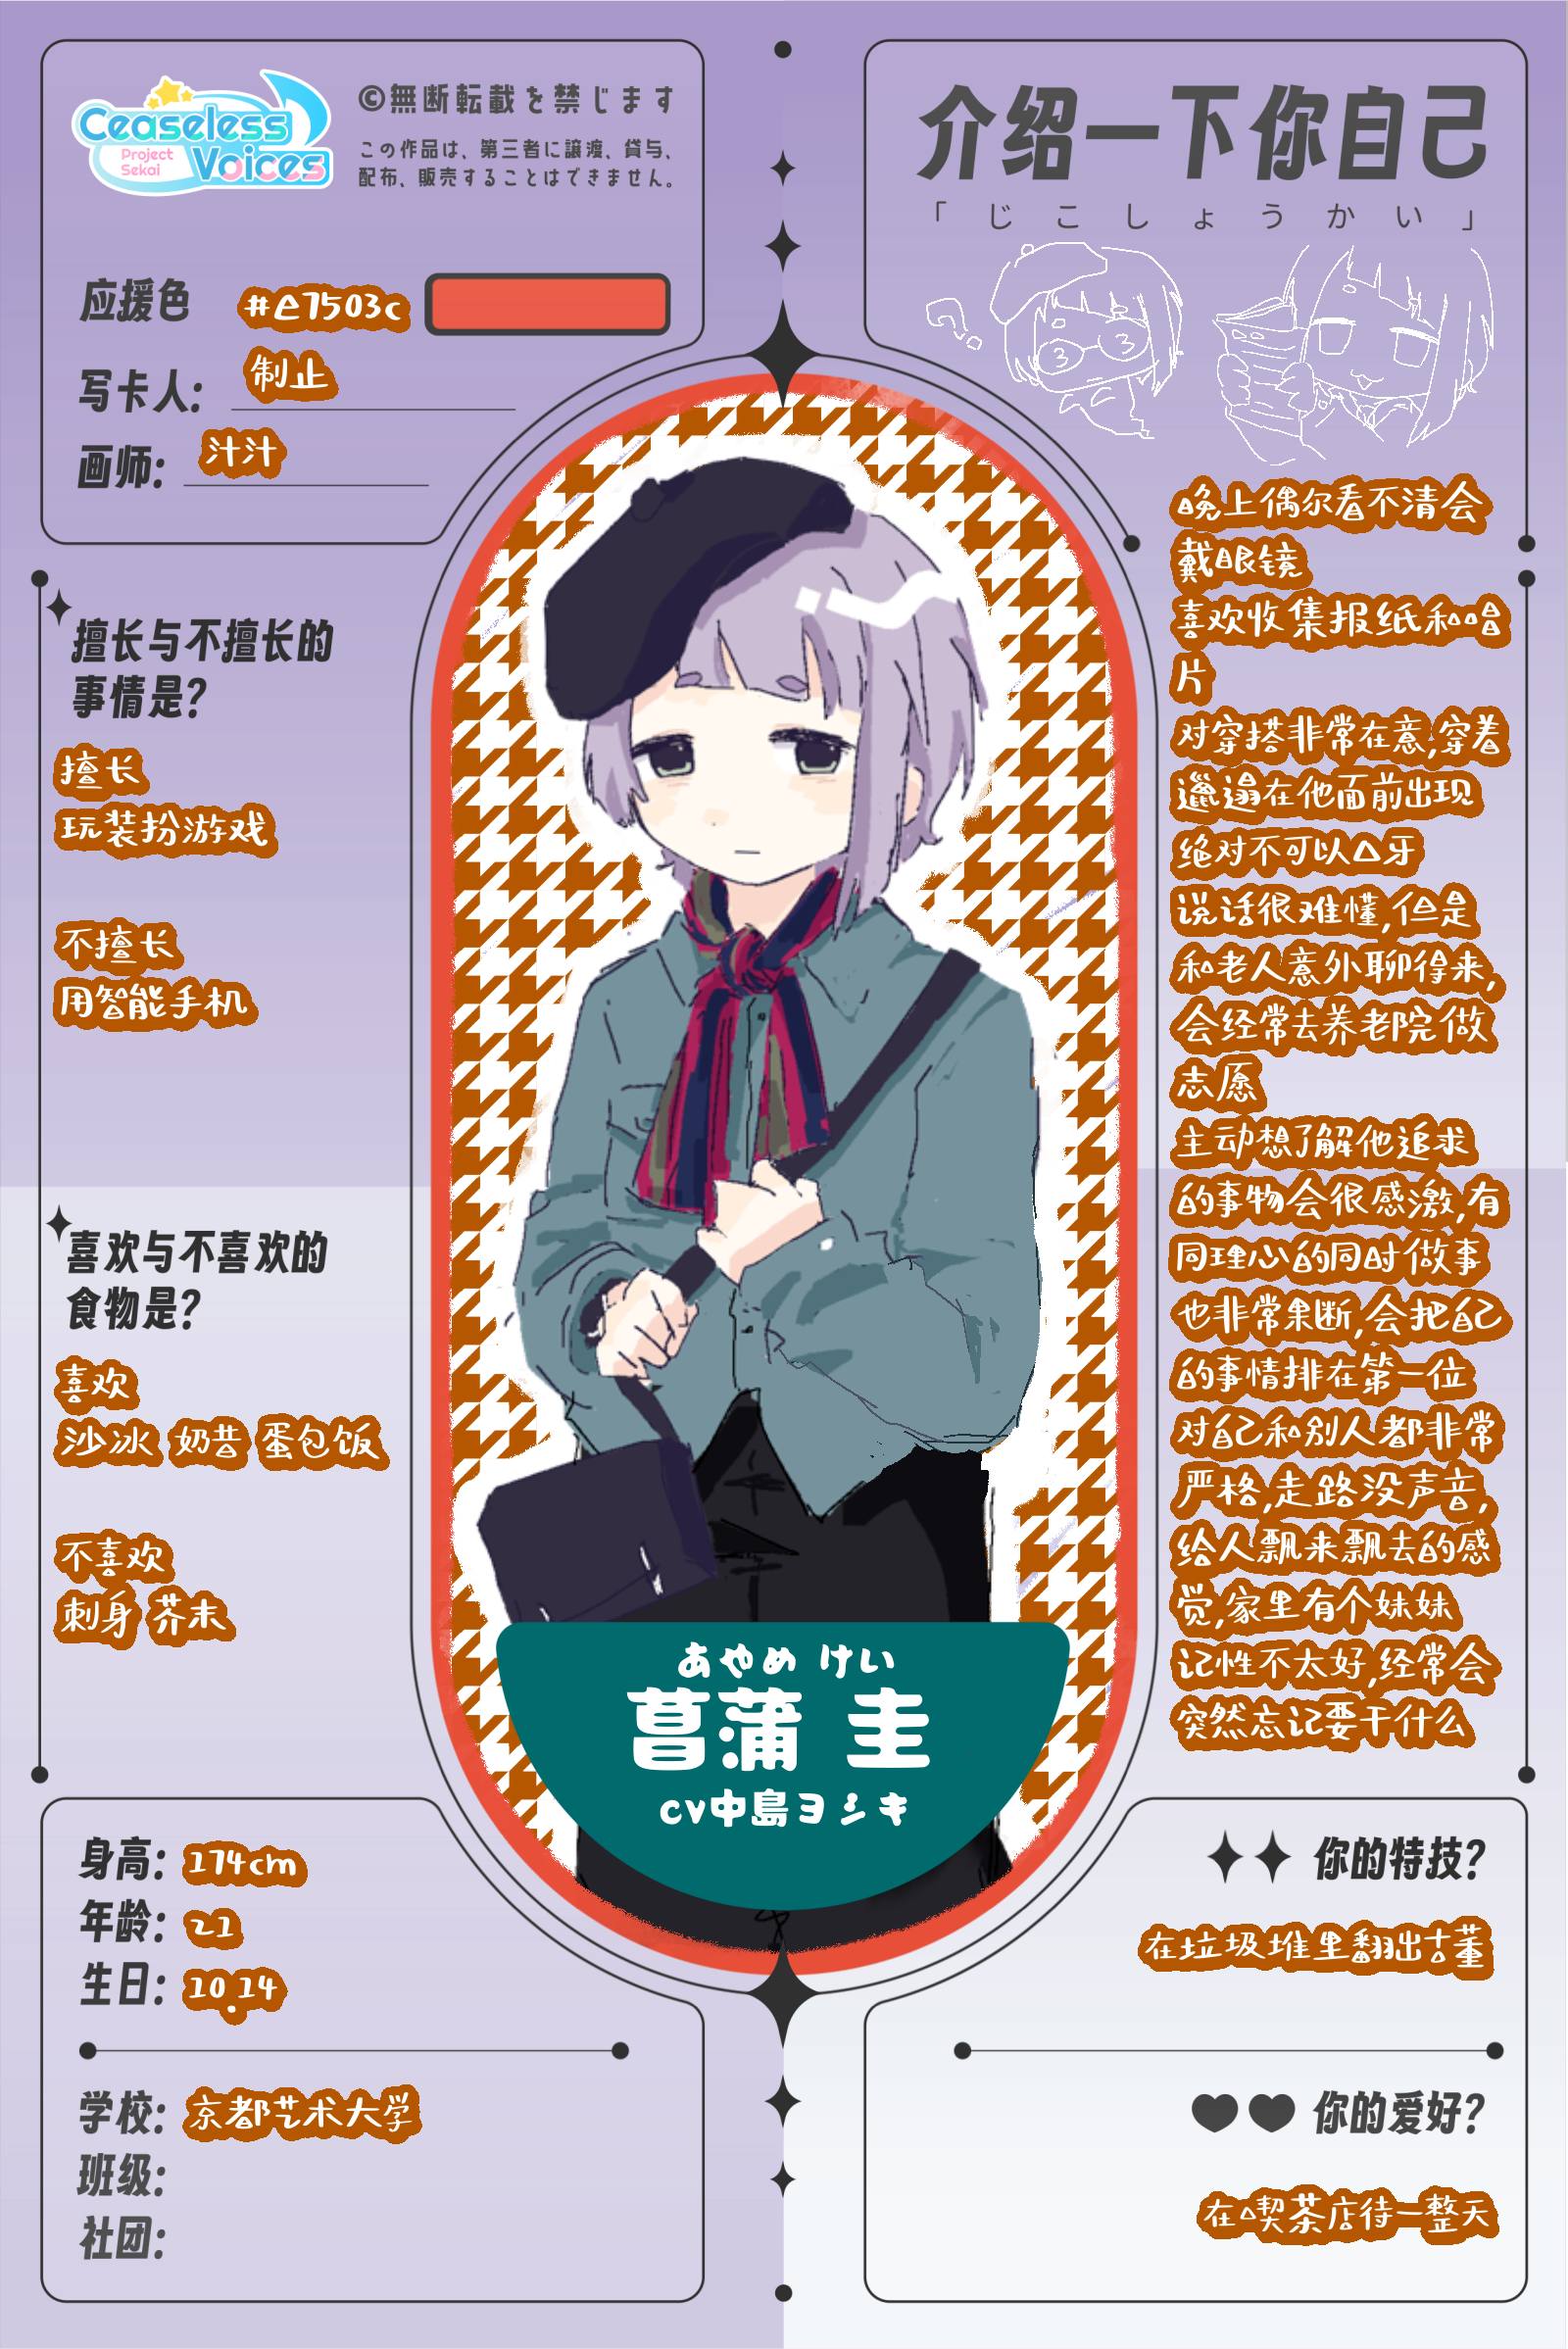 Ceaseless
Voices
Project
Sekai
©無断転載を禁じます
この作品は、第三者に譲渡、貸与、
配布、販売することはできません。
应援色 #e7503c
写卡人: 制止
画师: 汁汁
介绍一下你自己
「じこしょうかい」
?
3 3
擅长与不擅长的
事情是?
擅长
玩装扮游戏
不擅长
用智能手机
喜欢与不喜欢的
食物是?
喜欢
沙冰 奶昔 蛋包饭
不喜欢
刺身 芥末
晚上偶尔看不清会
戴眼镜
喜欢收集报纸和唅
片
对穿搭非常在意,穿着
邋遢在他面前出现
绝对不可以△牙
说话很难懂,但是
和老人意外聊得来,
会经常去养老院做
志愿
主动想了解他追求
的事物会很感激,有
同理心的同时做事
也非常果断,会把自己
的事情排在第一位
对自己和别人都非常
严格,走路没声音,
给人飘来飘去的感
觉,家里有个妹妹
记性不太好,经常会
突然忘记要干什么
あやめ けい
菖蒲 圭
cv中島ヨシキ
身高: 174cm
年龄: 21
生日: 10.14
学校: 京都艺术大学
班级:
社团:
你的特技?
在垃圾堆里翻出古董
你的爱好?
在喫茶店待一整天